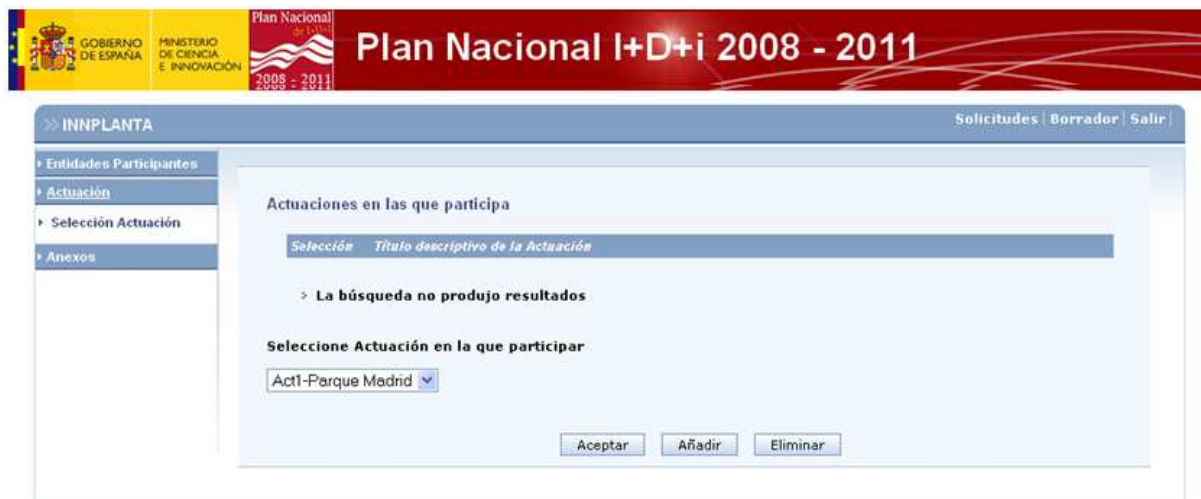 GOBIERNO
DE ESPAÑA
MINISTERIO
DE CIENCIA
E INNOVACIÓN
Plan Nacional
de I+D+i
2008 - 2011
Plan Nacional I+D+i 2008 - 2011
INNPLANTA
Solicitudes | Borrador | Salir |
Entidades Participantes
Actuación
Selección Actuación
Anexos
Actuaciones en las que participa
Selección Título descriptivo de la Actuación
> La búsqueda no produjo resultados
Seleccione Actuación en la que participar
Act1-Parque Madrid
Aceptar Añadir Eliminar